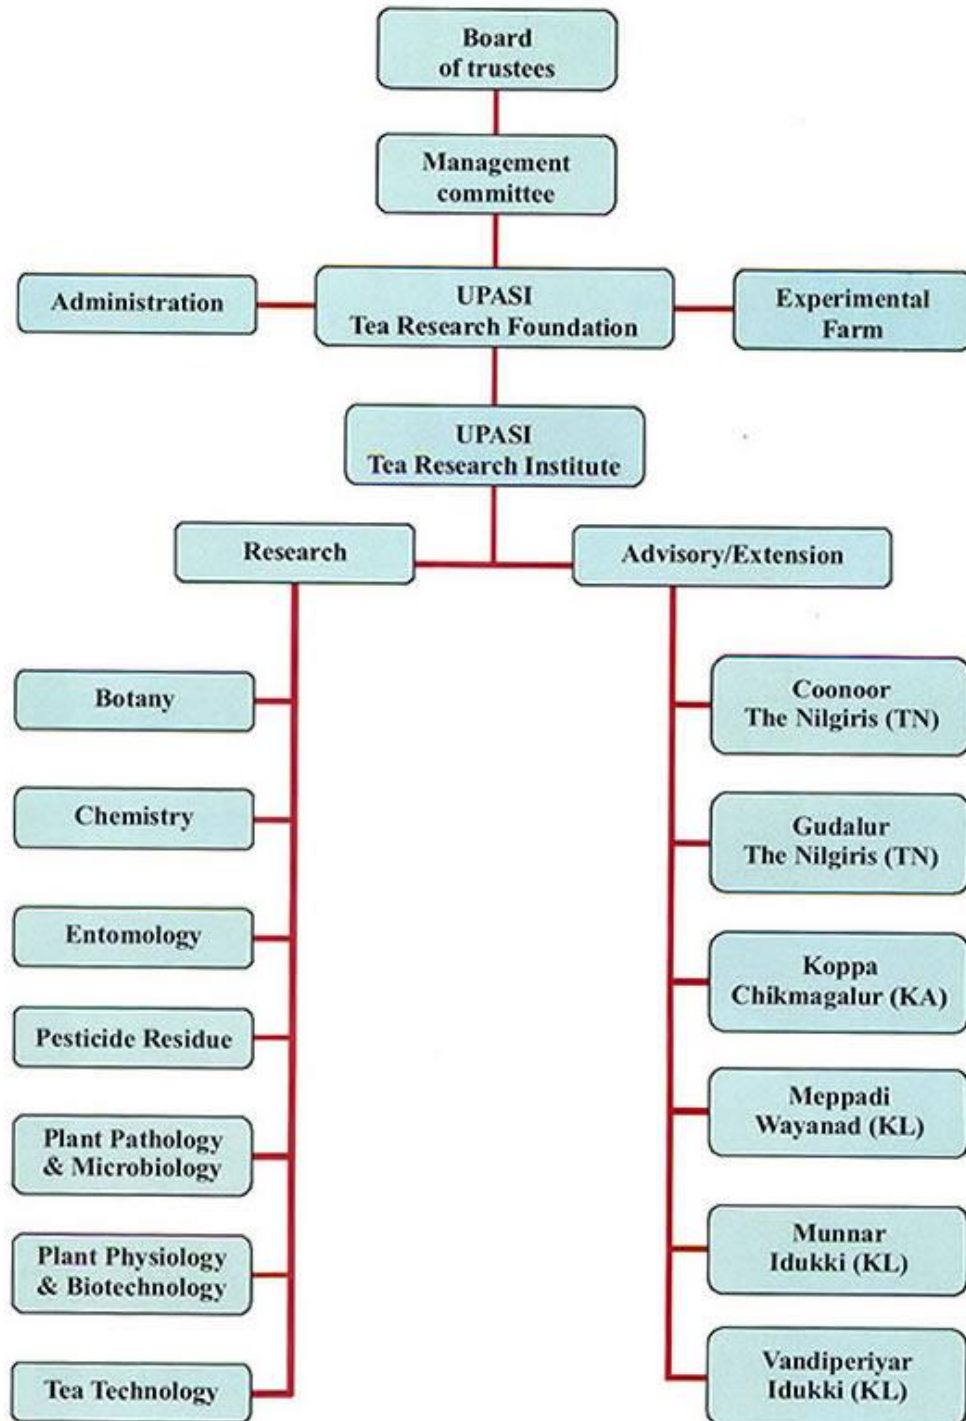 Board
of trustees
Management
committee
Administration
UPASI
Tea Research Foundation
Experimental
Farm
UPASI
Tea Research Institute
Research
Advisory/Extension
Botany
Chemistry
Entomology
Pesticide Residue
Plant Pathology
& Microbiology
Plant Physiology
& Biotechnology
Tea Technology
Coonoor
The Nilgiris (TN)
Gudalur
The Nilgiris (TN)
Koppa
Chikmagalur (KA)
Meppadi
Wayanad (KL)
Munnar
Idukki (KL)
Vandiperiyar
Idukki (KL)